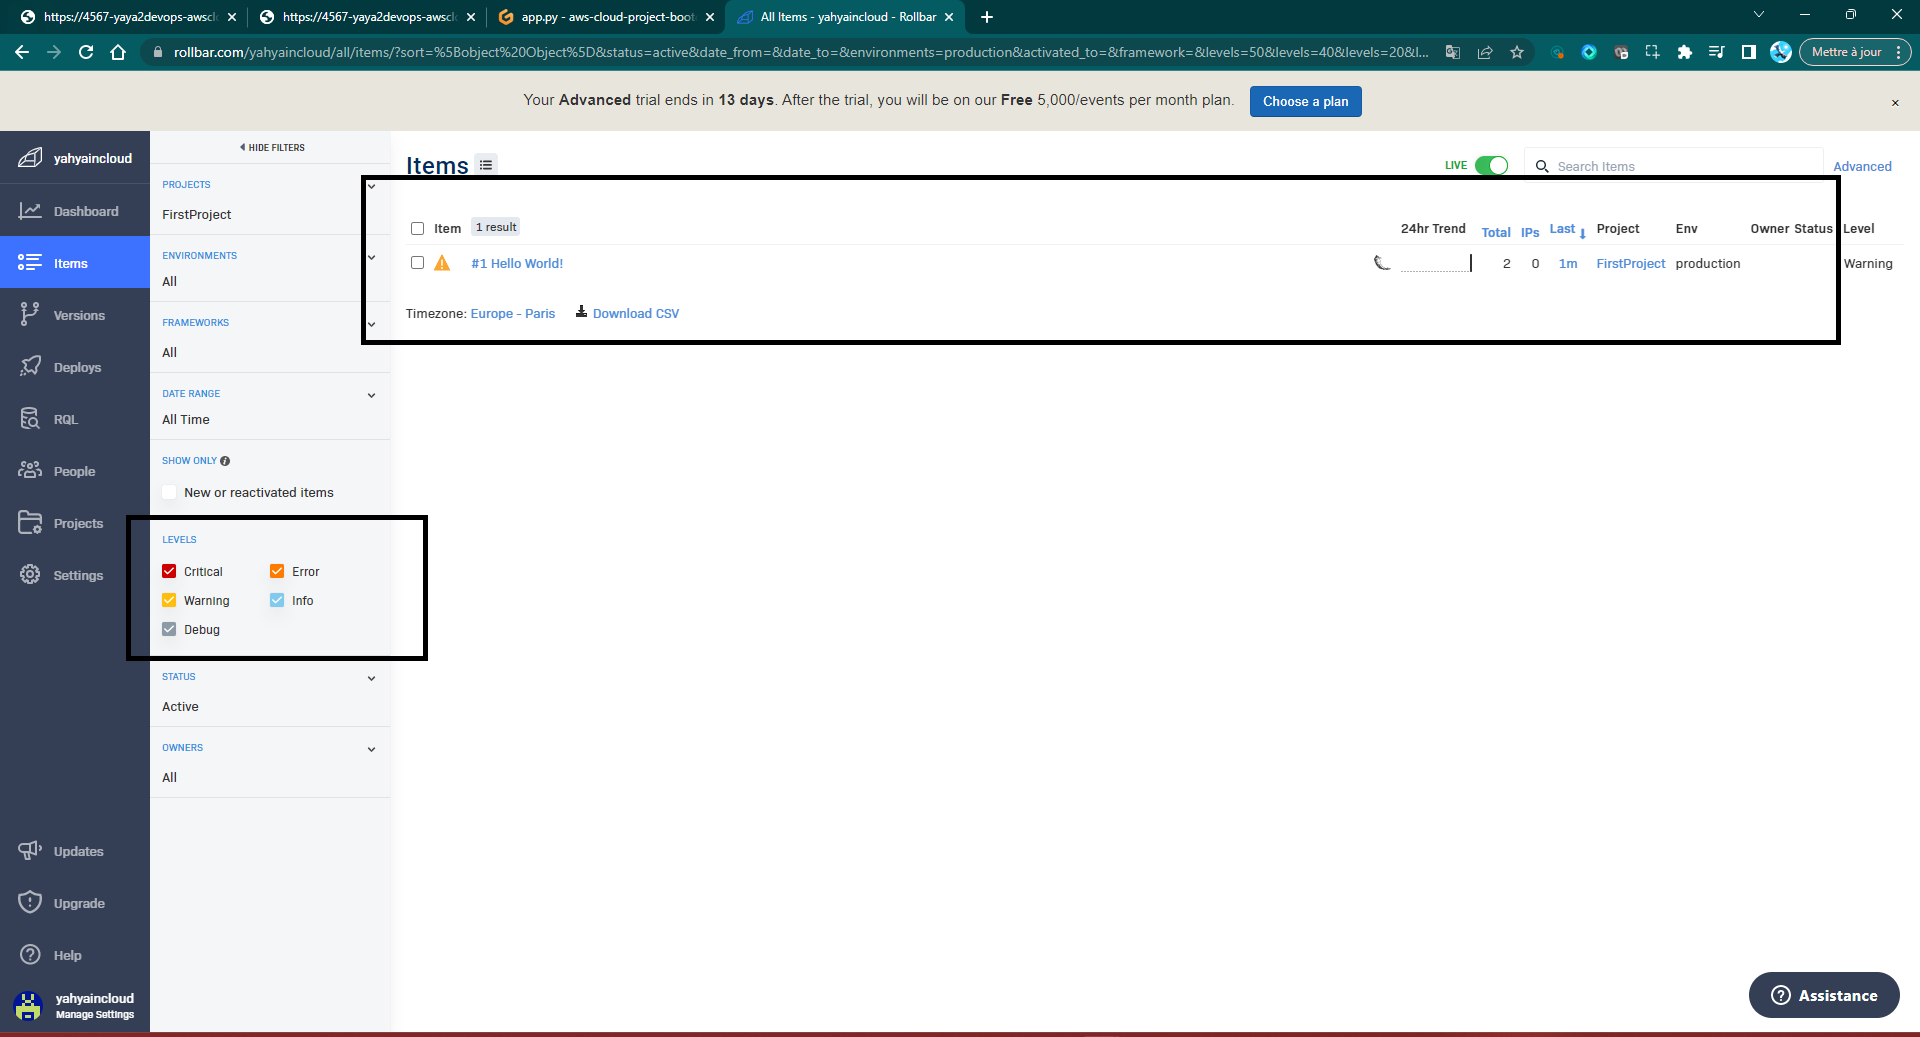 https://4567-yaya2devops-awscl
https://4567-yaya2devops-awscl
app.py - aws-cloud-project-boot
All Items - yahyaincloud - Rollbar
rollbar.com/yahyaincloud/all/items/?sort=%5Bobject%20Object%5D&status=active&date_from=&date_to=&environments=production&activated_to=&framework=&levels=50&levels=40&levels=20&l...
Mettre à jour
Your Advanced trial ends in 13 days. After the trial, you will be on our Free 5,000/events per month plan.
Choose a plan
yahyaincloud
Dashboard
Items
Versions
Deploys
RQL
People
Projects
Settings
Updates
Upgrade
Help
yahyaincloud
Manage Settings
HIDE FILTERS
PROJECTS
FirstProject
ENVIRONMENTS
All
FRAMEWORKS
All
DATE RANGE
All Time
SHOW ONLY
New or reactivated items
LEVELS
Critical Error
Warning Info
Debug
STATUS
Active
OWNERS
All
Items
LIVE
Search Items
Advanced
Item 1 result 24hr Trend Total IPs Last Project Env Owner Status Level
#1 Hello World! 2 0 1m FirstProject production Warning
Timezone: Europe - Paris Download CSV
Assistance